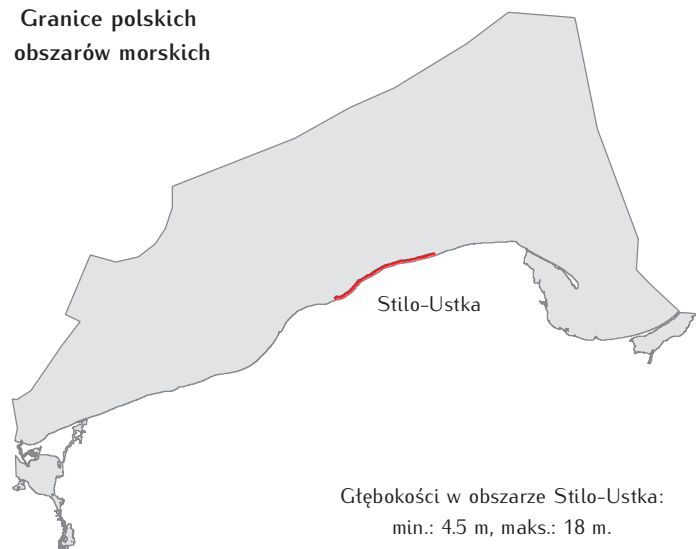 Granice polskich
obszarów morskich
Stilo-Ustka
Głębokości w obszarze Stilo-Ustka:
min.: 4.5 m, maks.: 18 m.